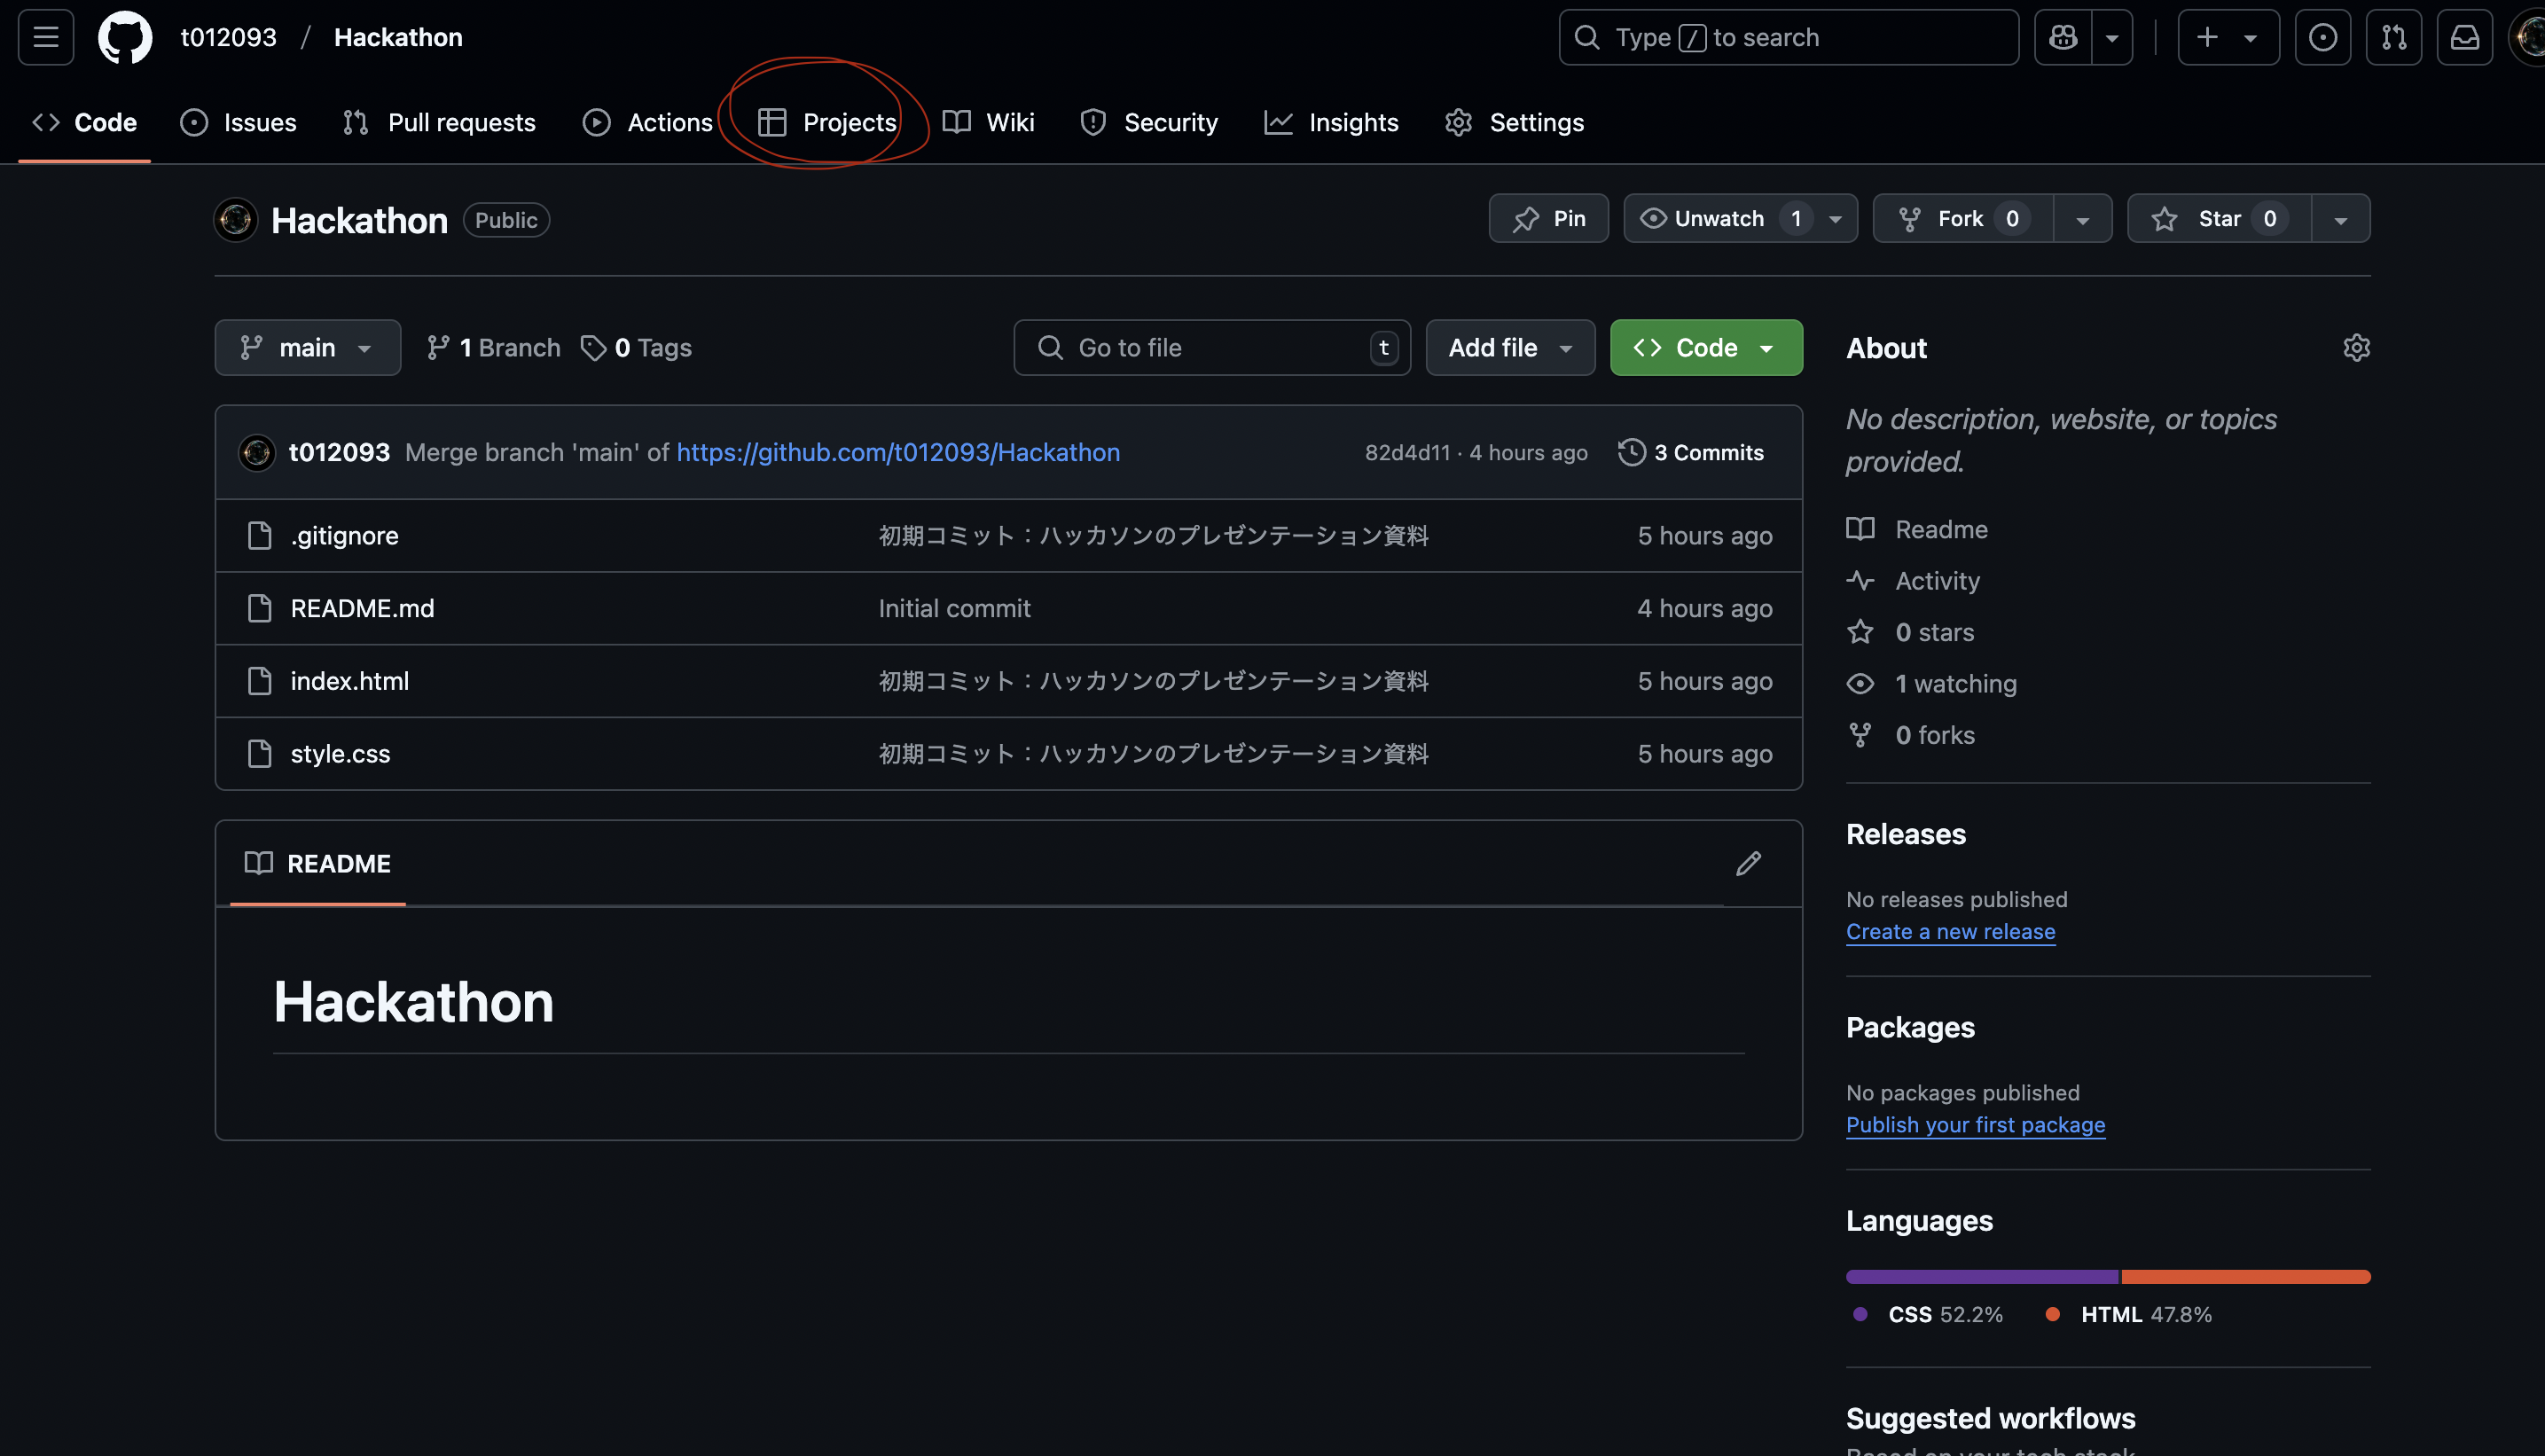 t012093 / Hackathon
Type / to search
Code Issues Pull requests Actions Projects Wiki Security Insights Settings
Hackathon Public
Pin Unwatch 1 Fork 0 Star 0
main 1 Branch 0 Tags Go to file t Add file Code
t012093 Merge branch 'main' of https://github.com/t012093/Hackathon 82d4d11 · 4 hours ago 3 Commits
.gitignore 初期コミット：ハッカソンのプレゼンテーション資料 5 hours ago
README.md Initial commit 4 hours ago
index.html 初期コミット：ハッカソンのプレゼンテーション資料 5 hours ago
style.css 初期コミット：ハッカソンのプレゼンテーション資料 5 hours ago
README
Hackathon
About
No description, website, or topics
provided.
Readme
Activity
0 stars
1 watching
0 forks
Releases
No releases published
Create a new release
Packages
No packages published
Publish your first package
Languages
CSS 52.2% HTML 47.8%
Suggested workflows
Based on your tech stack